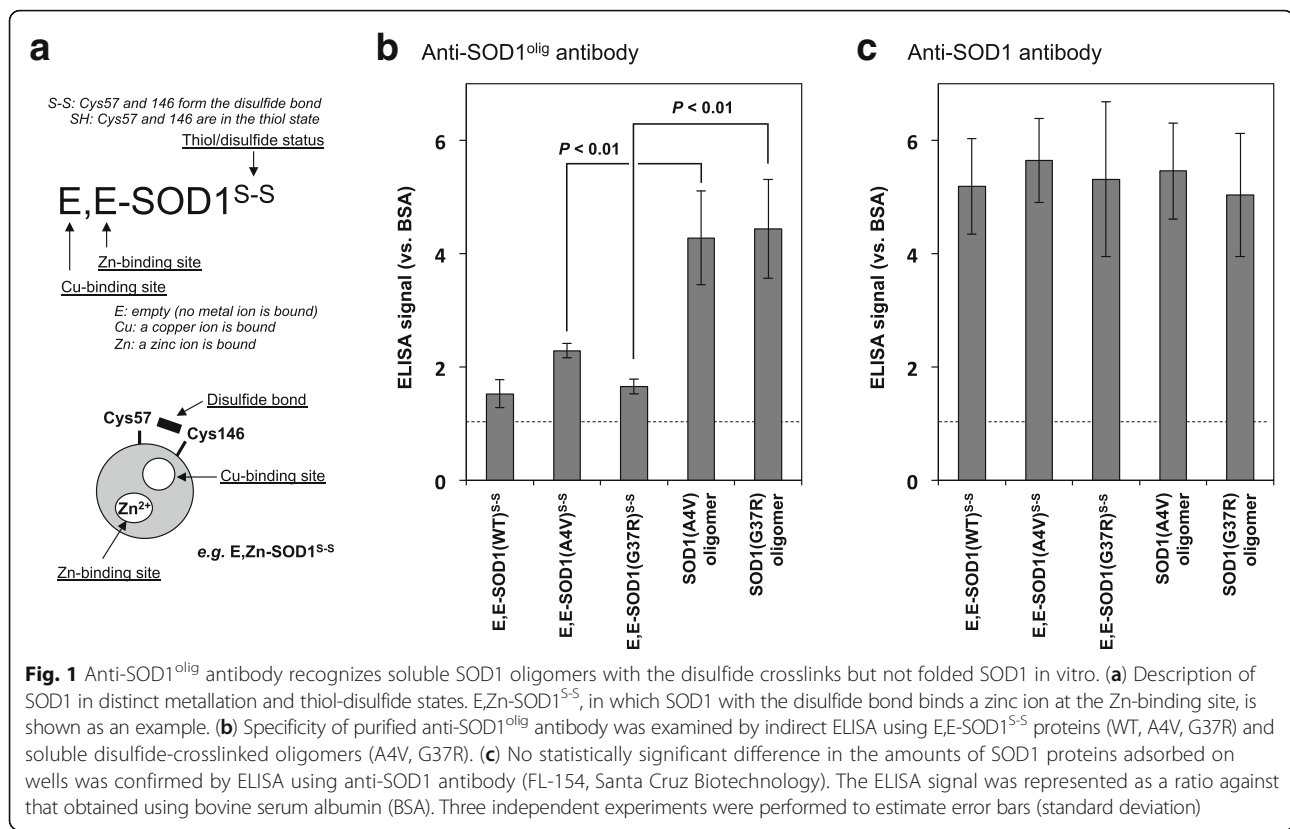 a
S-S: Cys57 and 146 form the disulfide bond
SH: Cys57 and 146 are in the thiol state
Thiol/disulfide status
E,E-SOD1S-S
Zn-binding site
Cu-binding site
E: empty (no metal ion is bound)
Cu: a copper ion is bound
Zn: a zinc ion is bound
Disulfide bond
Cys57
Cys146
Cu-binding site
Zn2+
e.g. E,Zn-SOD1S-S
Zn-binding site
b Anti-SOD1olig antibody
ELISA signal (vs. BSA)
6
4
2
0
P < 0.01
P < 0.01
E,E-SOD1(WT)S-S
E,E-SOD1(A4V)S-S
E,E-SOD1(G37R)S-S
SOD1(A4V)
oligomer
SOD1(G37R)
oligomer
c Anti-SOD1 antibody
ELISA signal (vs. BSA)
6
4
2
0
E,E-SOD1(WT)S-S
E,E-SOD1(A4V)S-S
E,E-SOD1(G37R)S-S
SOD1(A4V)
oligomer
SOD1(G37R)
oligomer
Fig. 1 Anti-SOD1olig antibody recognizes soluble SOD1 oligomers with the disulfide crosslinks but not folded SOD1 in vitro. (a) Description of
SOD1 in distinct metallation and thiol-disulfide states. E,Zn-SOD1S-S, in which SOD1 with the disulfide bond binds a zinc ion at the Zn-binding site, is
shown as an example. (b) Specificity of purified anti-SOD1olig antibody was examined by indirect ELISA using E,E-SOD1S-S proteins (WT, A4V, G37R) and
soluble disulfide-crosslinked oligomers (A4V, G37R). (c) No statistically significant difference in the amounts of SOD1 proteins adsorbed on
wells was confirmed by ELISA using anti-SOD1 antibody (FL-154, Santa Cruz Biotechnology). The ELISA signal was represented as a ratio against
that obtained using bovine serum albumin (BSA). Three independent experiments were performed to estimate error bars (standard deviation)